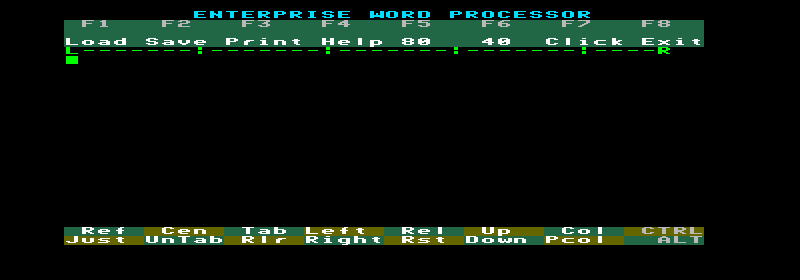 ENTERPRISE WORD PROCESSOR
F1 F2 F3 F4 F5 F6 F7 F8
Load Save Print Help 80 40 Click Exit
L-------:-------:-------:-------:----R
Ref Cen Tab Left Rel Up Col CTRL
Just UnTab Rlr Right Rst Down Pcol ALT